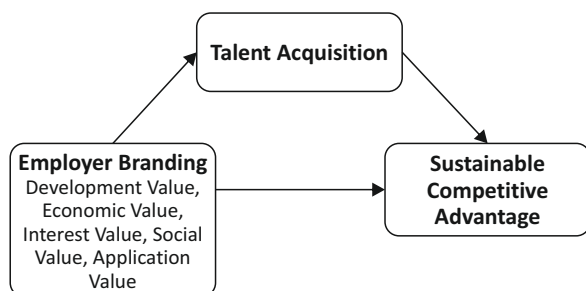 Talent Acquisition
Employer Branding
Development Value,
Economic Value,
Interest Value, Social
Value, Application
Value
Sustainable
Competitive
Advantage